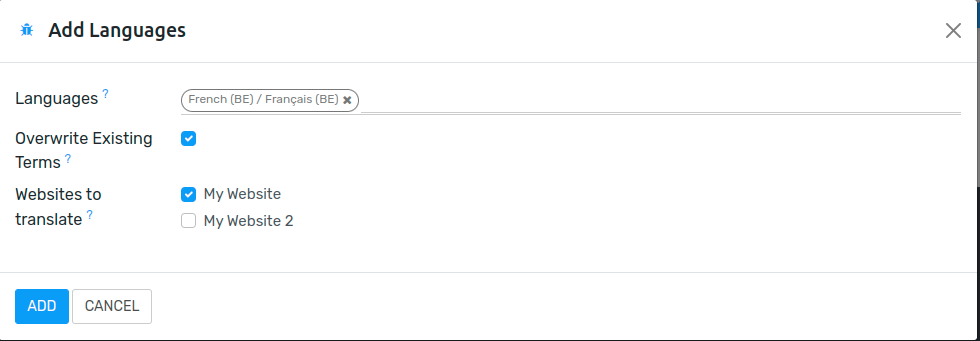 Add Languages
Languages ?
French (BE) / Français (BE)
Overwrite Existing
Terms ?
Websites to
translate ?
My Website
My Website 2
ADD
CANCEL